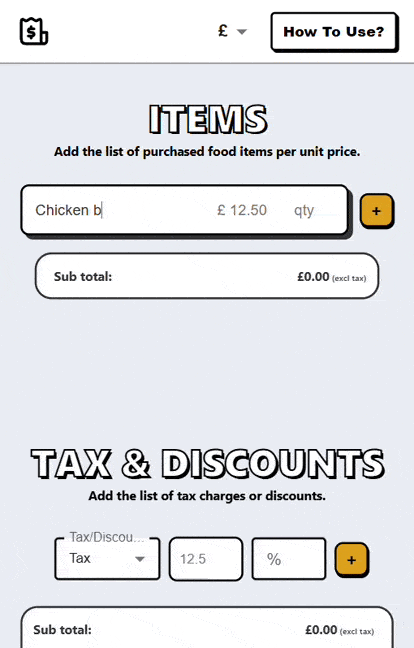 $ £ How To Use?
ITEMS
Add the list of purchased food items per unit price.
Chicken b £ 12.50 qty +
Sub total: £0.00 (excl tax)
TAX & DISCOUNTS
Add the list of tax charges or discounts.
Tax/Discou...
Tax 12.5 % +
Sub total: £0.00 (excl tax)